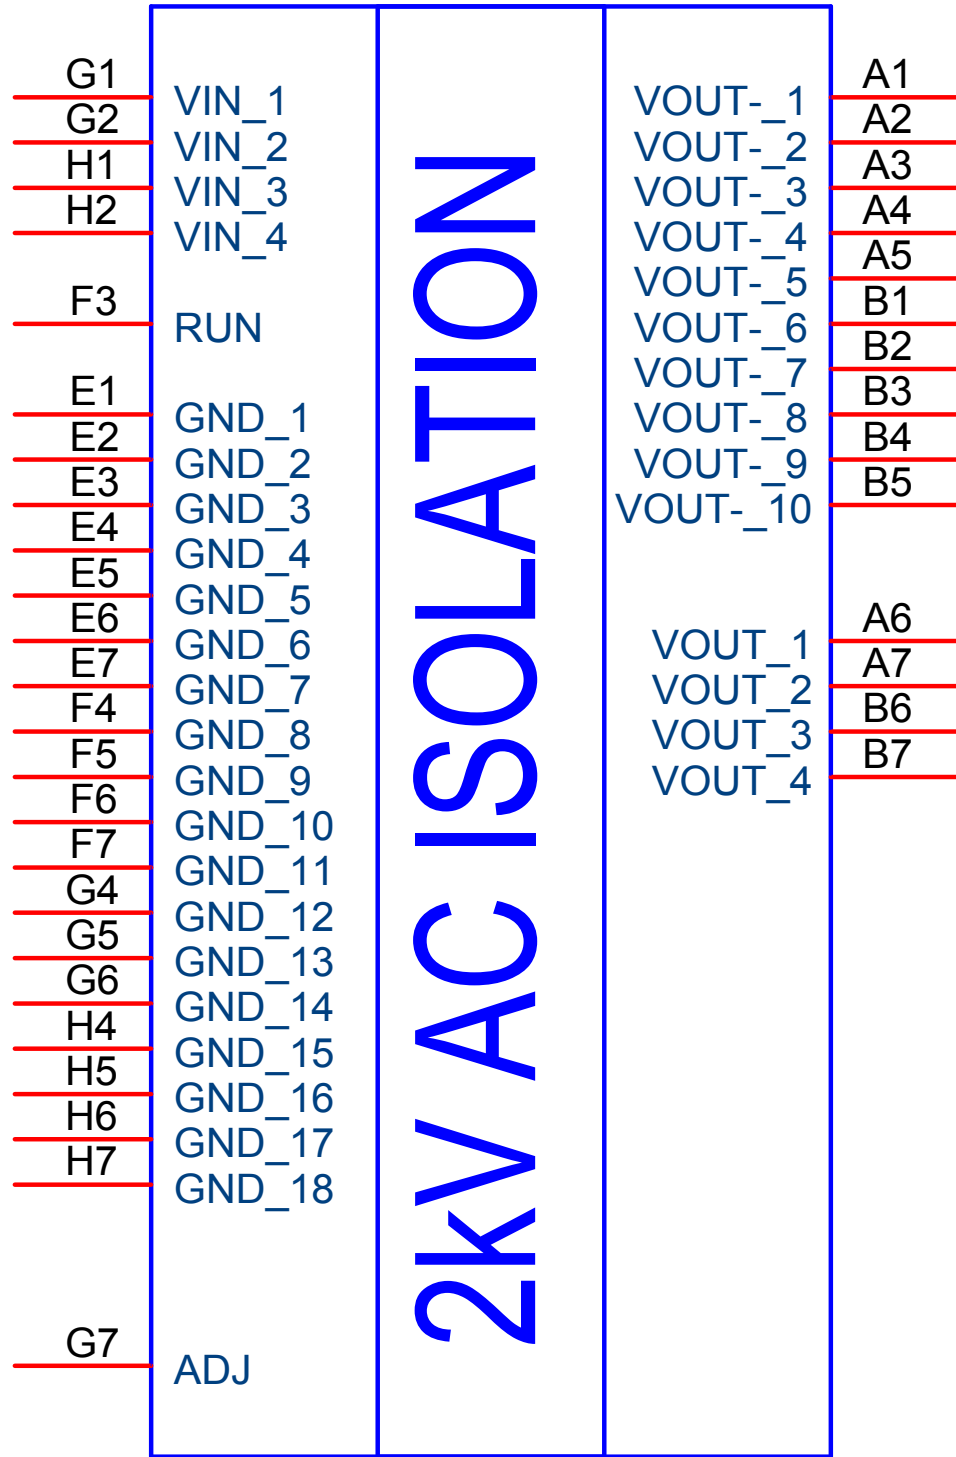 G1 VIN_1
G2 VIN_2
H1 VIN_3
H2 VIN_4
F3 RUN
E1 GND_1
E2 GND_2
E3 GND_3
E4 GND_4
E5 GND_5
E6 GND_6
E7 GND_7
F4 GND_8
F5 GND_9
F6 GND_10
F7 GND_11
G4 GND_12
G5 GND_13
G6 GND_14
H4 GND_15
H5 GND_16
H6 GND_17
H7 GND_18
G7 ADJ
2kV AC ISOLATION
VOUT-_1 A1
VOUT-_2 A2
VOUT-_3 A3
VOUT-_4 A4
VOUT-_5 A5
VOUT-_6 B1
VOUT-_7 B2
VOUT-_8 B3
VOUT-_9 B4
VOUT-_10 B5
VOUT_1 A6
VOUT_2 A7
VOUT_3 B6
VOUT_4 B7